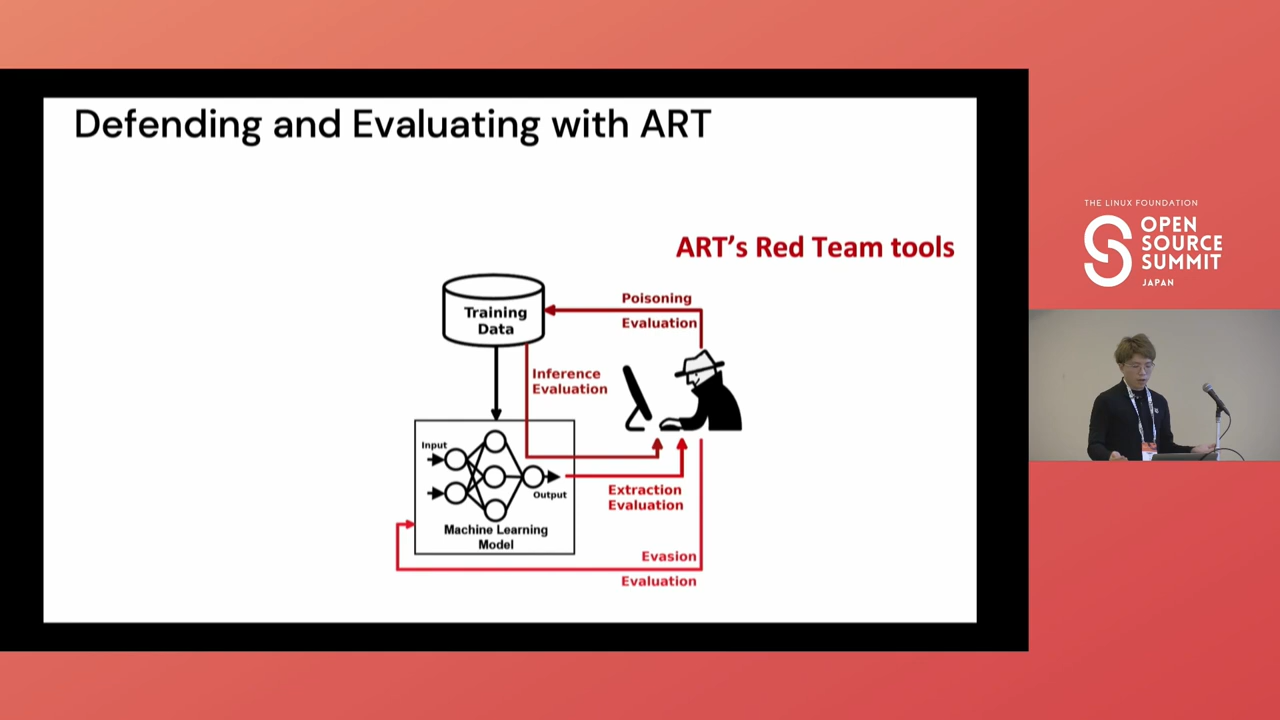 Defending and Evaluating with ART
ART's Red Team tools
Training
Data
Poisoning
Evaluation
Inference
Evaluation
Input
Output
Machine Learning
Model
Extraction
Evaluation
Evasion
Evaluation
THE LINUX FOUNDATION
OPEN
SOURCE
SUMMIT
JAPAN